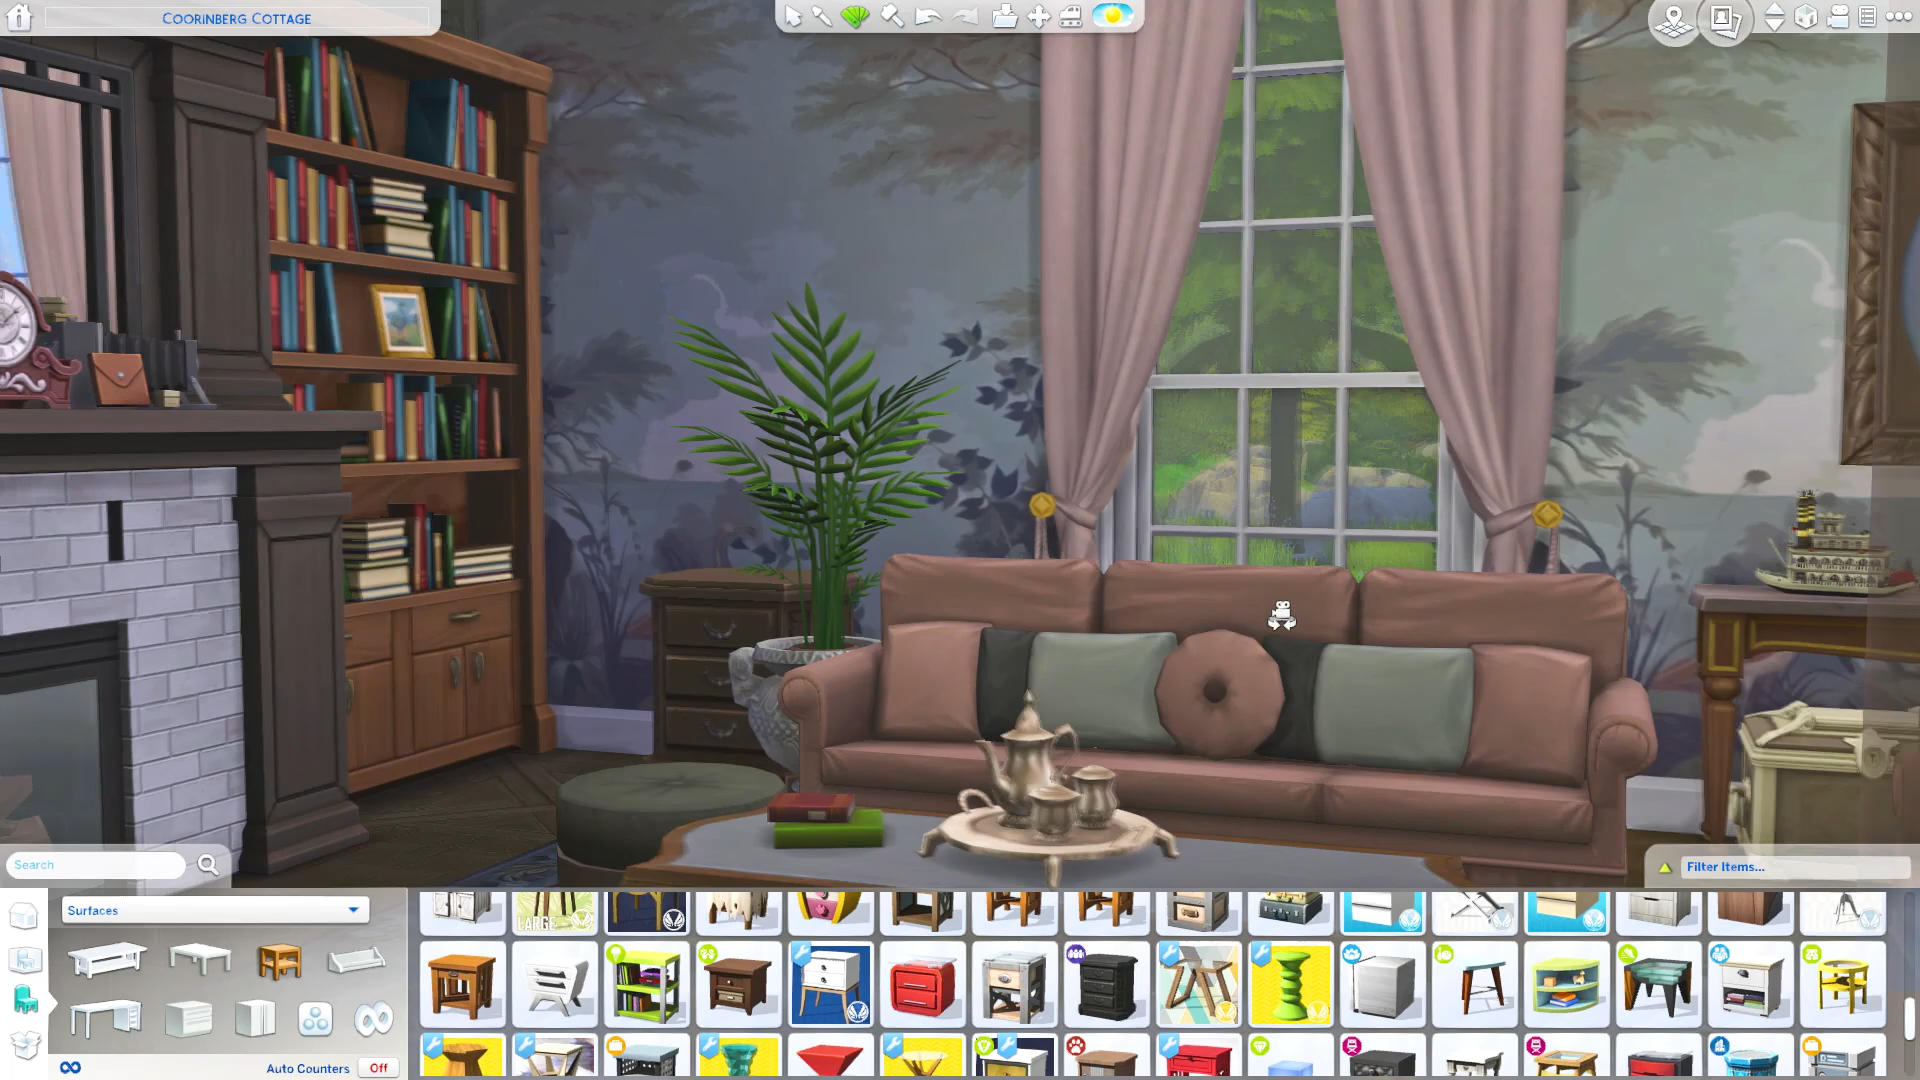 Coorinberg Cottage
Search
Filter Items...
Surfaces
LARGE
Auto Counters
Off